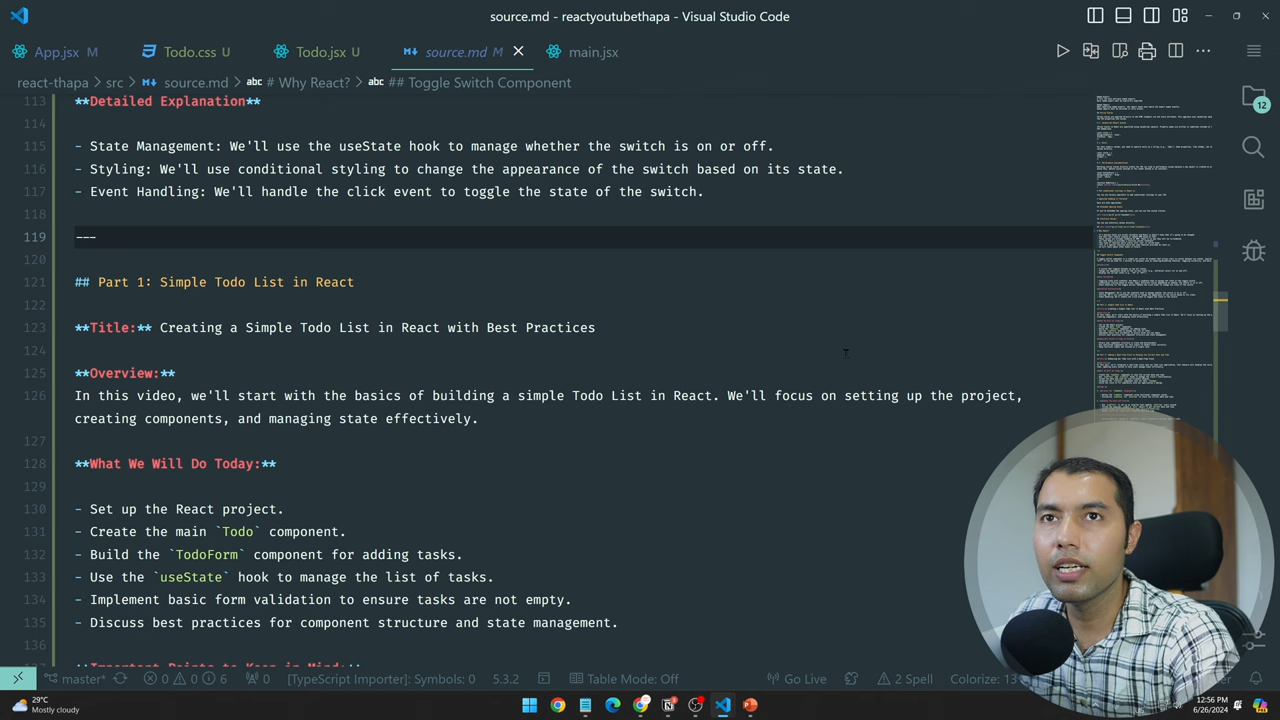 source.md - reactyoutubethapa - Visual Studio Code
App.jsx M Todo.css U Todo.jsx U source.md M main.jsx
react-thapa > src > source.md > # Why React? > ## Toggle Switch Component
113 **Detailed Explanation**
114
115 - State Management: We'll use the useState hook to manage whether the switch is on or off.
116 - Styling: We'll use conditional styling to change the appearance of the switch based on its state.
117 - Event Handling: We'll handle the click event to toggle the state of the switch.
118
119 ---
120
121 ## Part 1: Simple Todo List in React
122
123 **Title:** Creating a Simple Todo List in React with Best Practices
124
125 **Overview:**
126 In this video, we'll start with the basics of building a simple Todo List in React. We'll focus on setting up the project,
creating components, and managing state effectively.
127
128 **What We Will Do Today:**
129
130 - Set up the React project.
131 - Create the main `Todo` component.
132 - Build the `TodoForm` component for adding tasks.
133 - Use the `useState` hook to manage the list of tasks.
134 - Implement basic form validation to ensure tasks are not empty.
135 - Discuss best practices for component structure and state management.
136
**Important Points to Keep in Mind:**
12
master* 0 0 6 0 [TypeScript Importer]: Symbols: 0 Table Mode: Off Go Live 2 Spell
29°C
Mostly cloudy
12:56 PM
6/26/2024